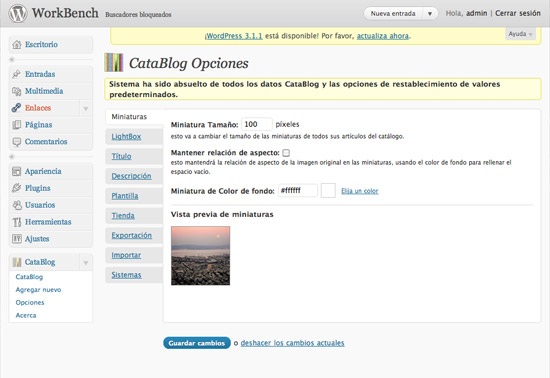 WorkBench
Buscadores bloqueados
Nueva entrada
Hola, admin | Cerrar sesión
¡WordPress 3.1.1 está disponible! Por favor, actualiza ahora.
Ayuda
Escritorio
Entradas
Multimedia
Enlaces
Páginas
Comentarios
Apariencia
Plugins
Usuarios
Herramientas
Ajustes
CataBlog
CataBlog
Agregar nuevo
Opciones
Acerca
CataBlog Opciones
Sistema ha sido absuelto de todos los datos CataBlog y las opciones de restablecimiento de valores
predeterminados.
Miniaturas
LightBox
Título
Descripción
Plantilla
Tienda
Exportación
Importar
Sistemas
Miniatura Tamaño: 100 pixeles
esto va a cambiar el tamaño de las miniaturas de todos sus artículos del catálogo.
Mantener relación de aspecto:
esto mantendrá la relación de aspecto de la imagen original en las miniaturas, usando el color de fondo para rellenar el
espacio vacío.
Miniatura de Color de fondo: #ffffff Elija un color
Vista previa de miniaturas
Guardar cambios o deshacer los cambios actuales